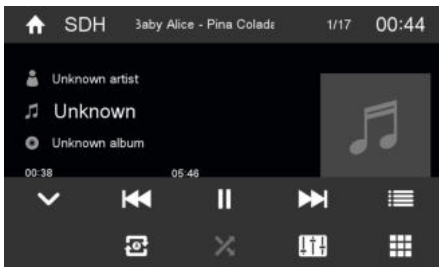 SDH Baby Alice - Pina Colada 1/17 00:44
Unknown artist
Unknown
Unknown album
00:38 05:46